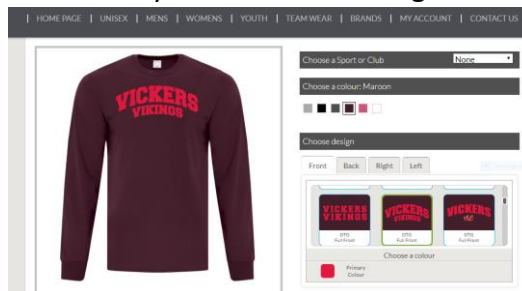 HOME PAGE | UNISEX | MENS | WOMENS | YOUTH | TEAM WEAR | BRANDS | MY ACCOUNT | CONTACT US
VICKERS
VIKINGS
Choose a Sport or Club None
Choose a colour: Maroon
Choose design
Front Back Right Left
VICKERS VICKERS VICKERS
VIKINGS VIKINGS VIKINGS
DTG DTG DTG
Full Front Full Front Full Front
Choose a colour
Primary
Colour